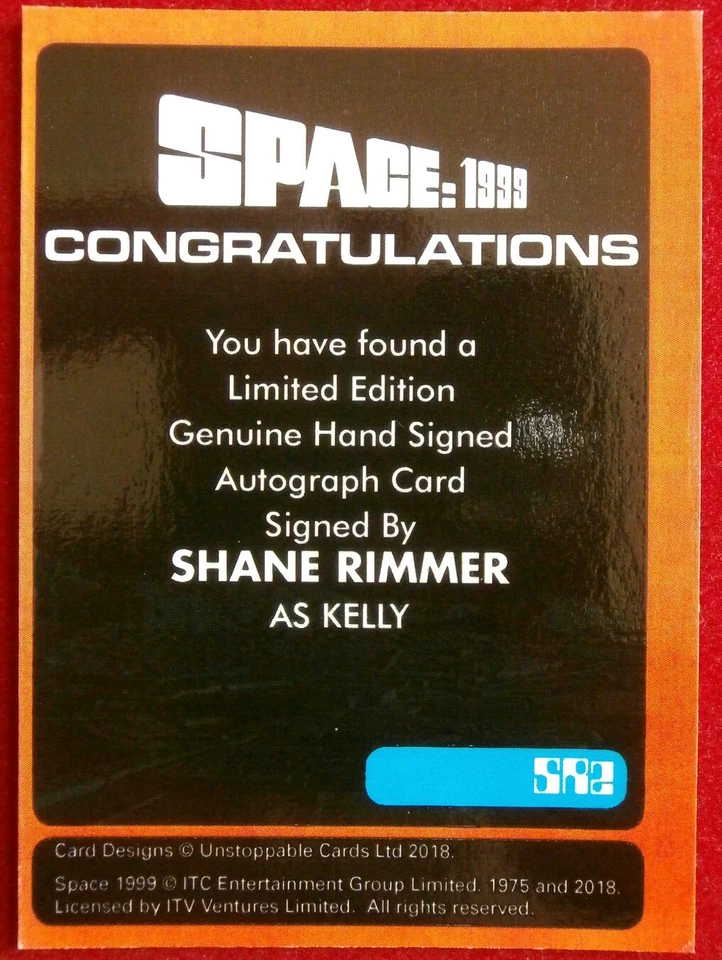 SPACE: 1999
CONGRATULATIONS
You have found a
Limited Edition
Genuine Hand Signed
Autograph Card
Signed By
SHANE RIMMER
AS KELLY
SR2
Card Designs © Unstoppable Cards Ltd 2018.
Space 1999 © ITC Entertainment Group Limited. 1975 and 2018.
Licensed by ITV Ventures Limited. All rights reserved.